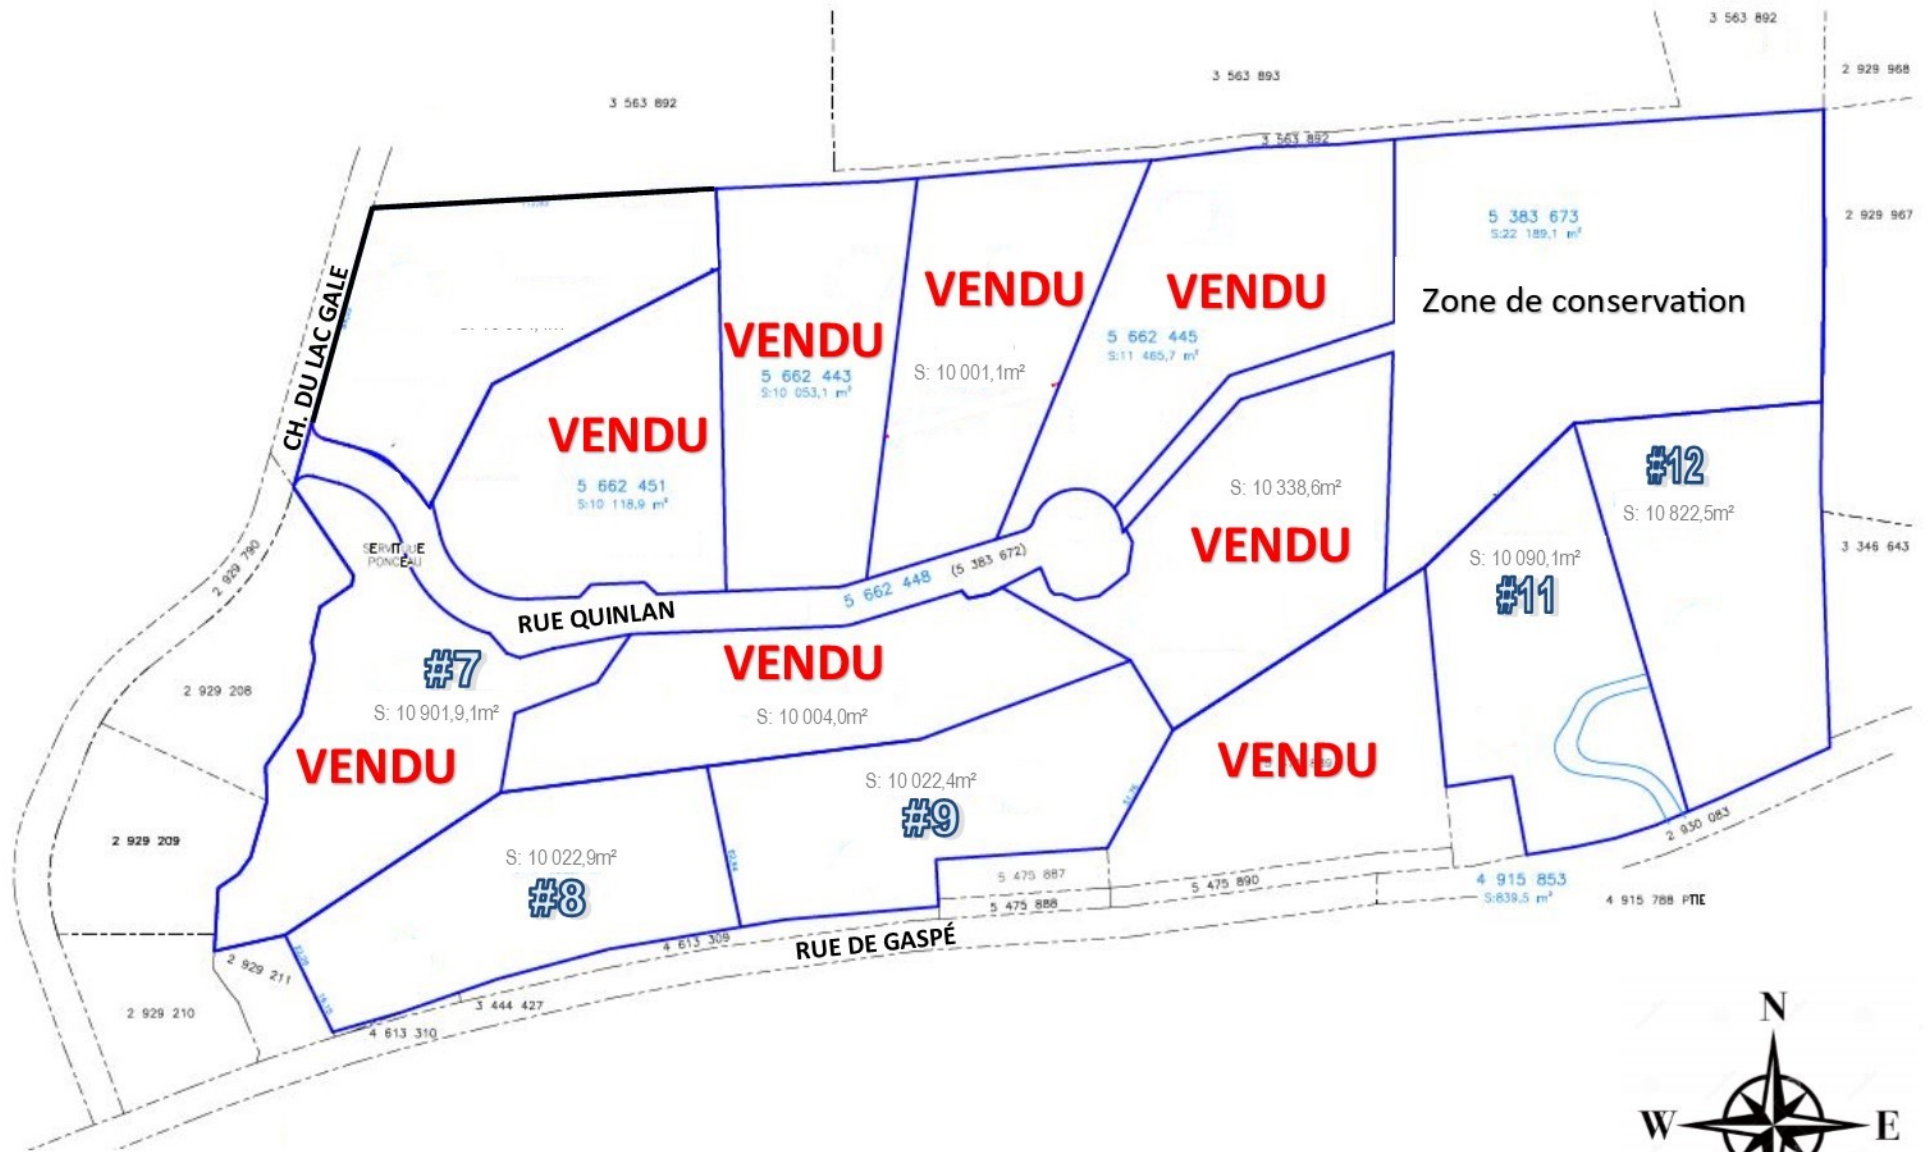 3 563 892
3 563 892
3 563 893
2 929 968
3 563 892
5 383 673
S:22 189,1 m²
2 929 967
CH. DU LAC GALE
VENDU
VENDU
Zone de conservation
VENDU
5 662 443
S:10 053,1 m²
S: 10 001,1m²
5 662 445
S:11 465,7 m²
VENDU
5 662 451
S:10 118,9 m²
#12
S: 10 822,5m²
S: 10 338,6m²
VENDU
3 346 643
S: 10 090,1m²
#11
2 929 790
PONCEAU
5 662 448
(5 383 672)
RUE QUINLAN
#7
S: 10 901,9,1m²
VENDU
VENDU
S: 10 004,0m²
2 929 208
VENDU
S: 10 022,4m²
#9
2 929 209
S: 10 022,9m²
#8
2 930 083
5 475 887
5 475 888
5 475 890
4 915 853
S:839,5 m²
4 915 788 PTIE
4 613 309
RUE DE GASPÉ
2 929 211
2 929 210
3 444 427
4 613 310
N
W
E